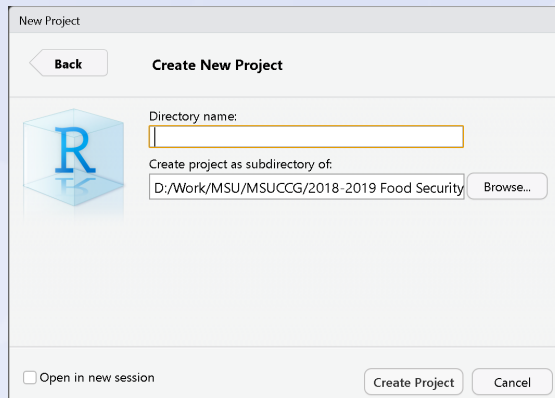 New Project
Back
Create New Project
R
Directory name:
Create project as subdirectory of:
D:/Work/MSU/MSUCCG/2018-2019 Food Security
Browse...
Open in new session
Create Project
Cancel